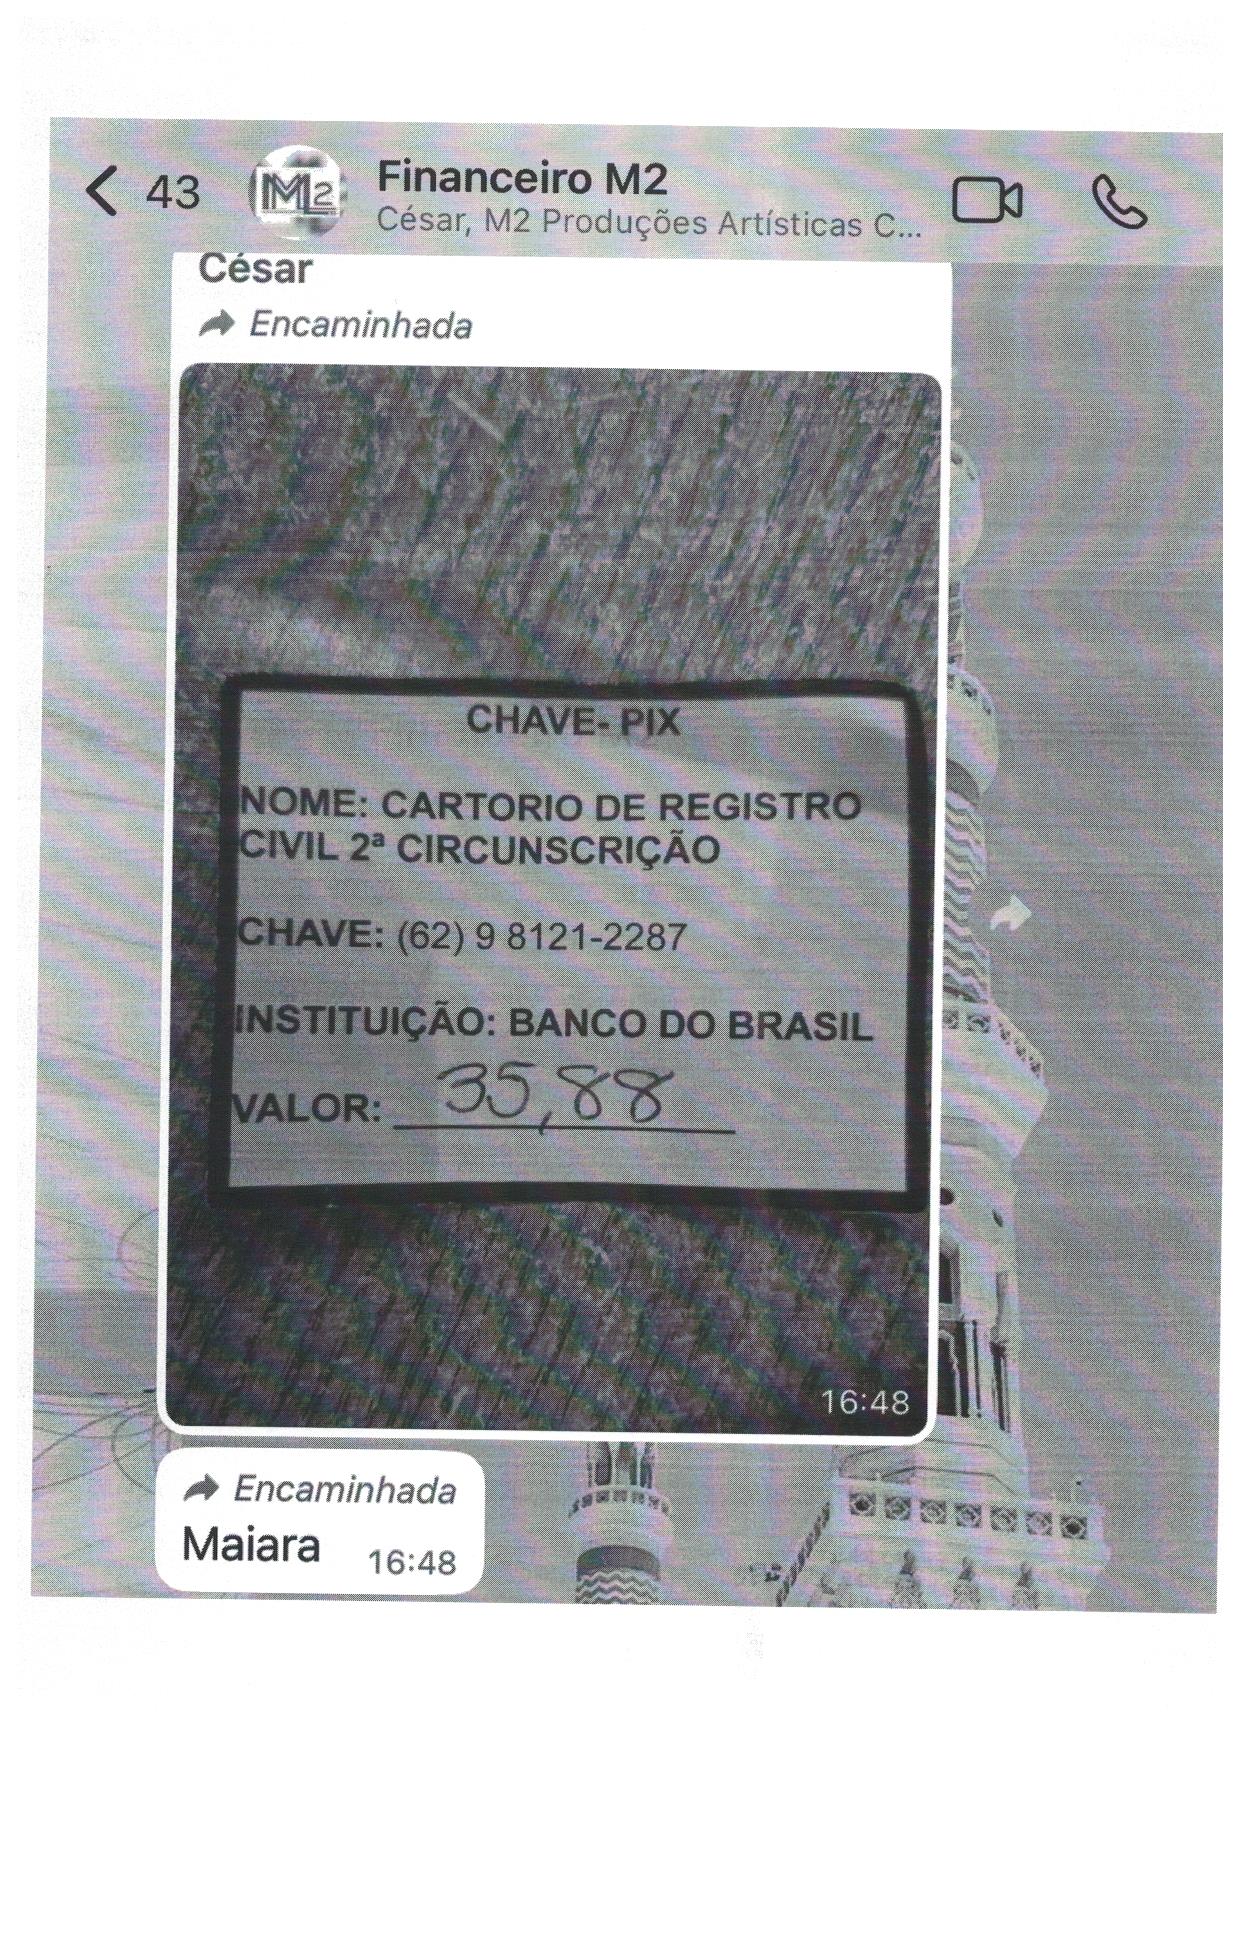 43
M2
Financeiro M2
César, M2 Produções Artísticas C...
César
Encaminhada
CHAVE- PIX
NOME: CARTORIO DE REGISTRO
CIVIL 2ª CIRCUNSCRIÇÃO
CHAVE: (62) 9 8121-2287
INSTITUIÇÃO: BANCO DO BRASIL
VALOR: 35,88
16:48
Encaminhada
Maiara 16:48